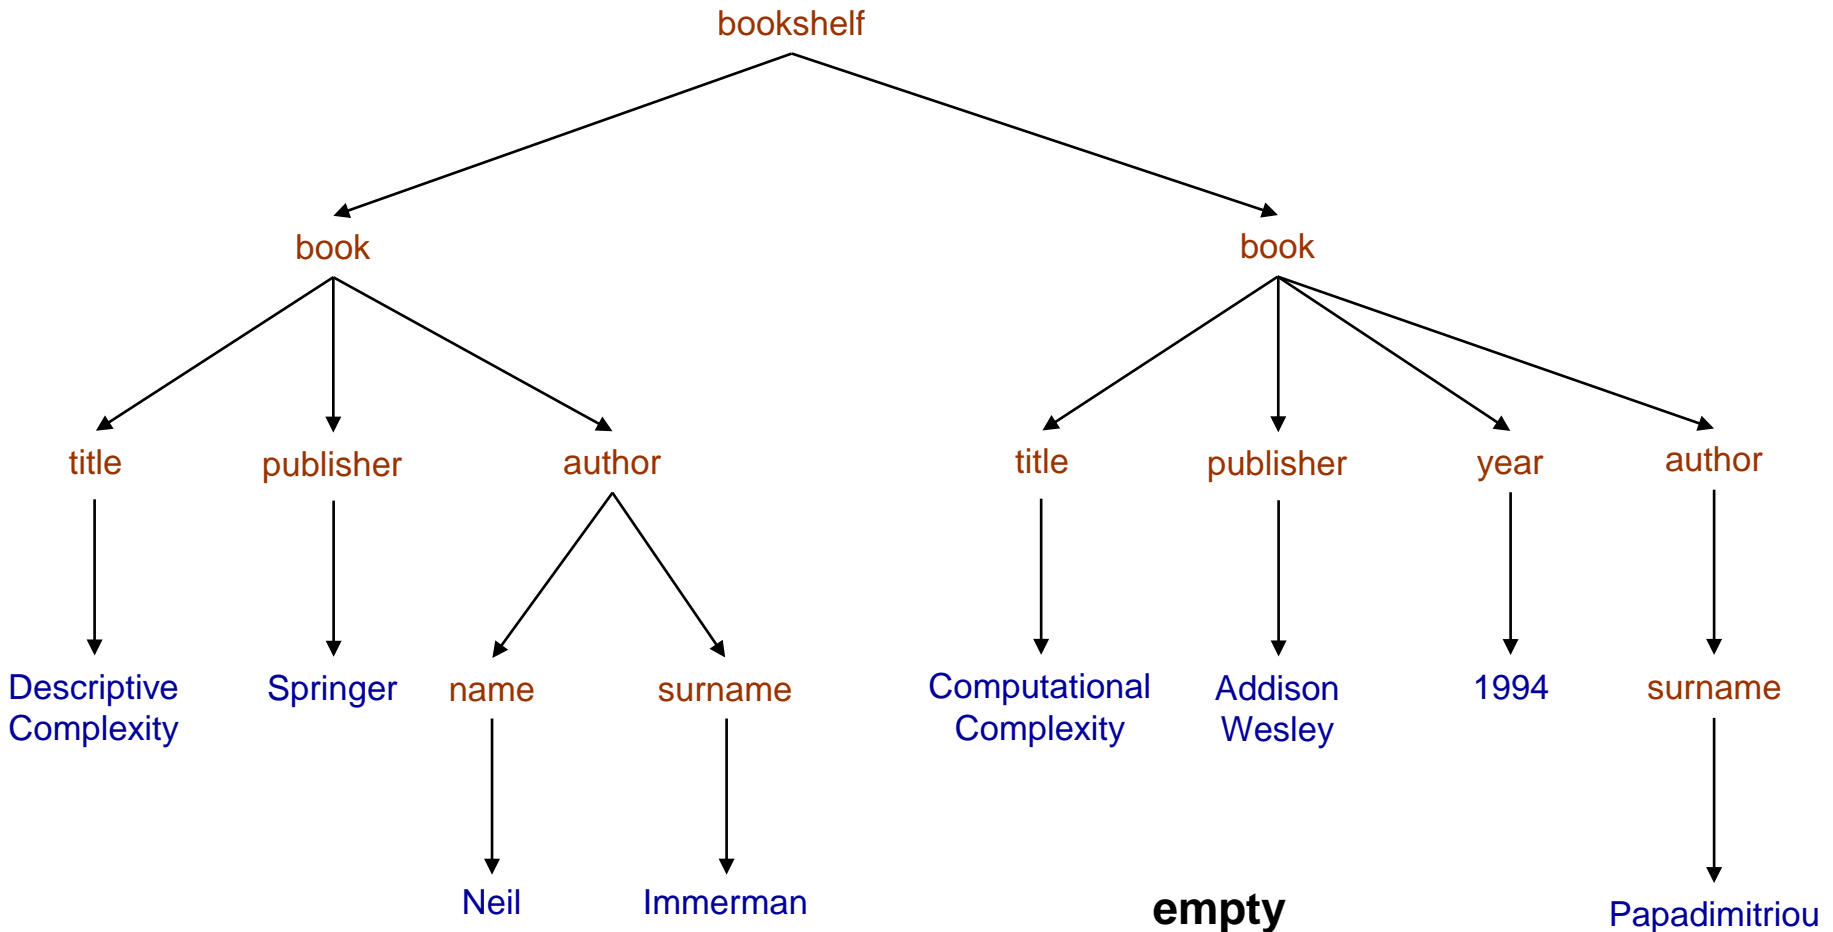 bookshelf
book
book
title
publisher
author
title
publisher
year
author
Descriptive
Complexity
Springer
name
surname
Computational
Complexity
Addison
Wesley
1994
surname
Neil
Immerman
empty
Papadimitriou